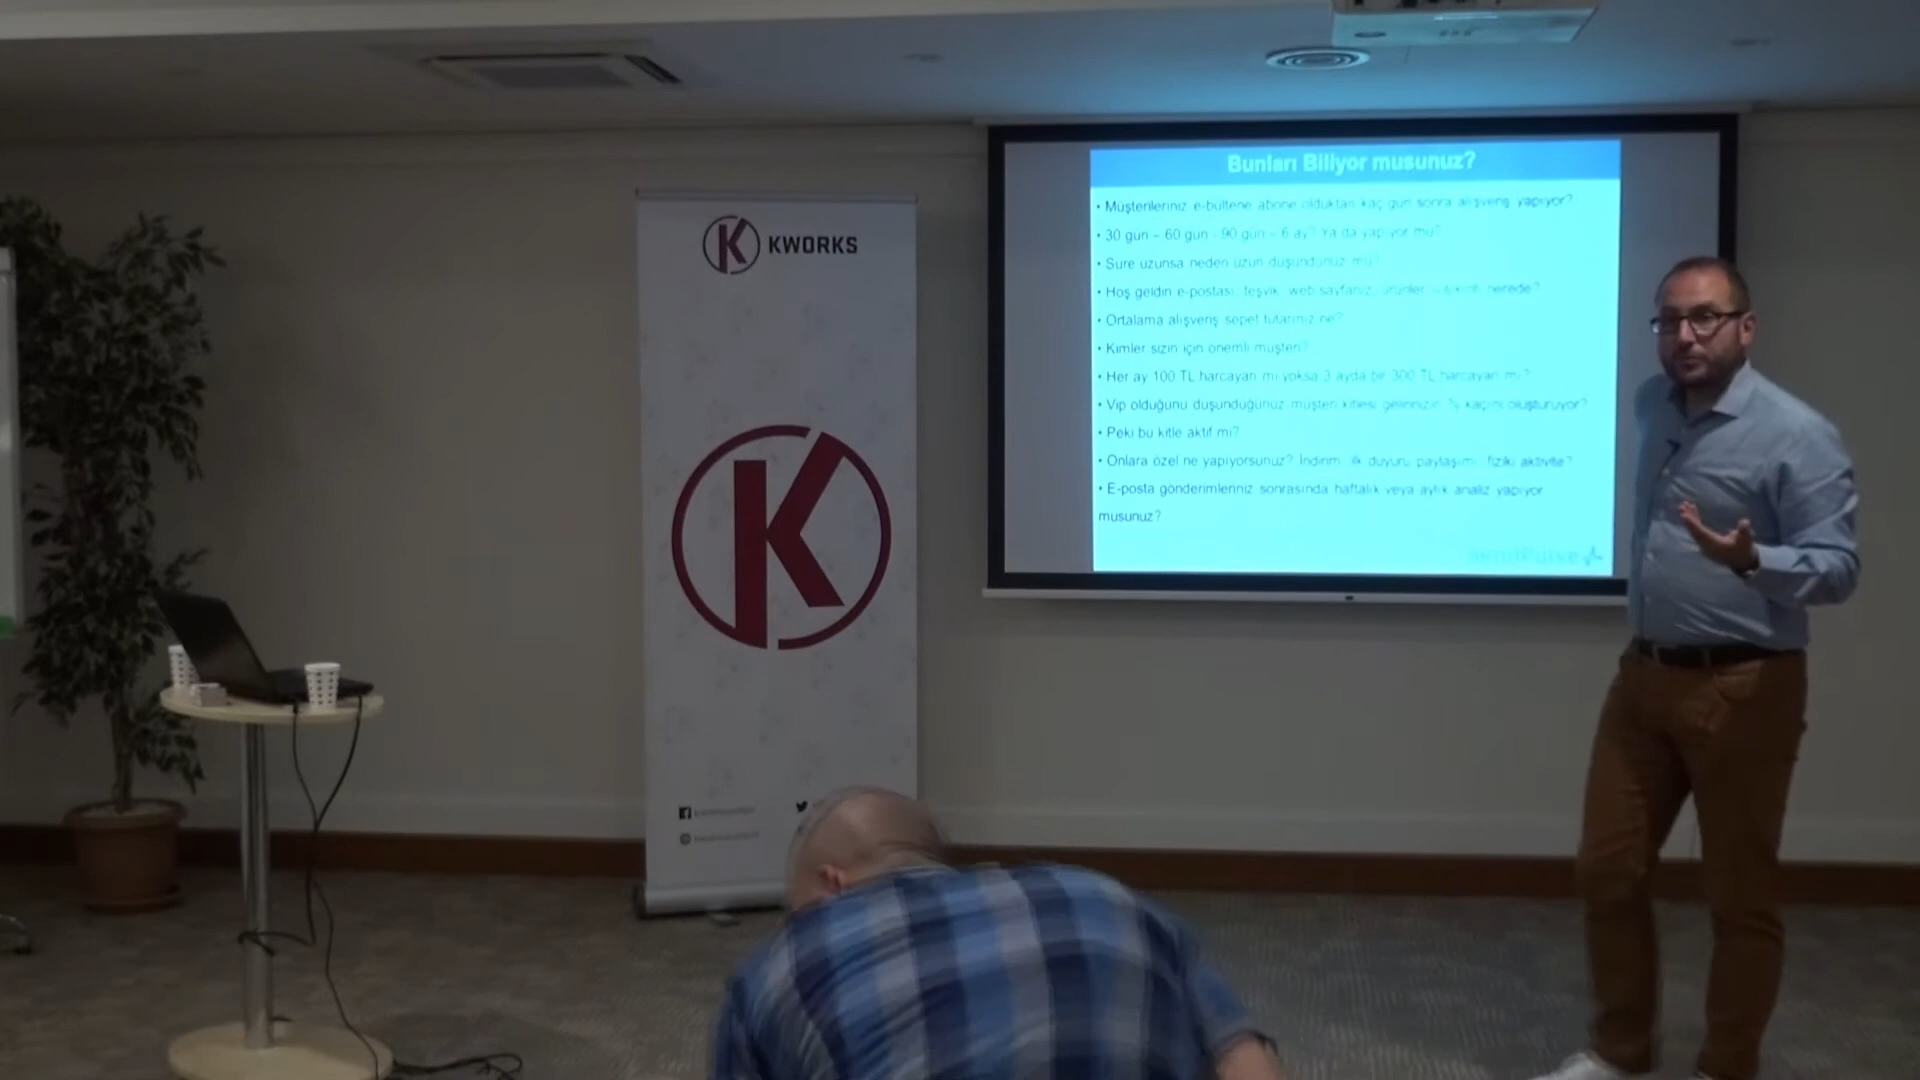 KWORKS
Bunları Biliyor musunuz?
• Müşterileriniz e-bültene abone olduktan kaç gün sonra alışveriş yapıyor?
• 30 gün – 60 gün - 90 gün – 6 ay? Ya da yapıyor mu?
• Süre uzunsa neden uzun düşündünüz mü?
• Hoş geldin e-postası, teşvik, web sayfanız, ürünler nerede?
• Ortalama alışveriş sepet tutarınız ne?
• Kimler sizin için önemli müşteri?
• Her ay 100 TL harcayan mı yoksa 3 ayda bir 300 TL harcayan mı?
• Vip olduğunu düşündüğünüz müşteri kitlesi gelirinizin % kaçını oluşturuyor?
• Peki bu kitle aktif mi?
• Onlara özel ne yapıyorsunuz? İndirim, ilk duyuru paylaşımı, fiziki aktivite?
• E-posta gönderimleriniz sonrasında haftalık veya aylık analiz yapıyor
musunuz?
SendPulse